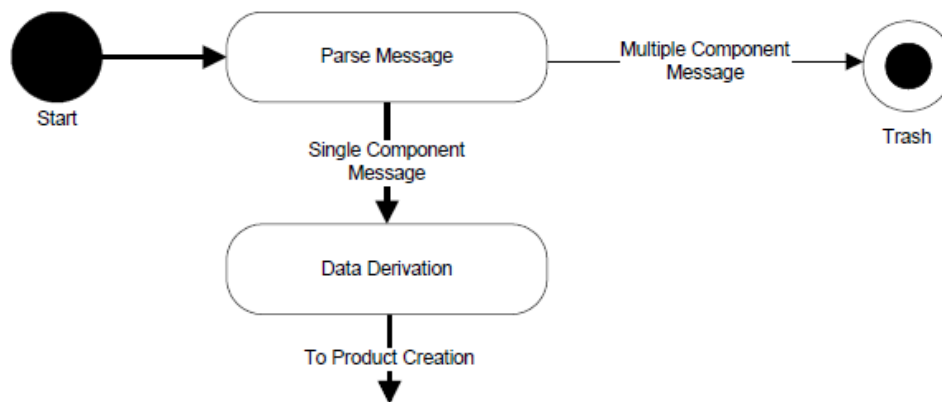 Parse Message
Multiple Component
Message
Start
Trash
Single Component
Message
Data Derivation
To Product Creation